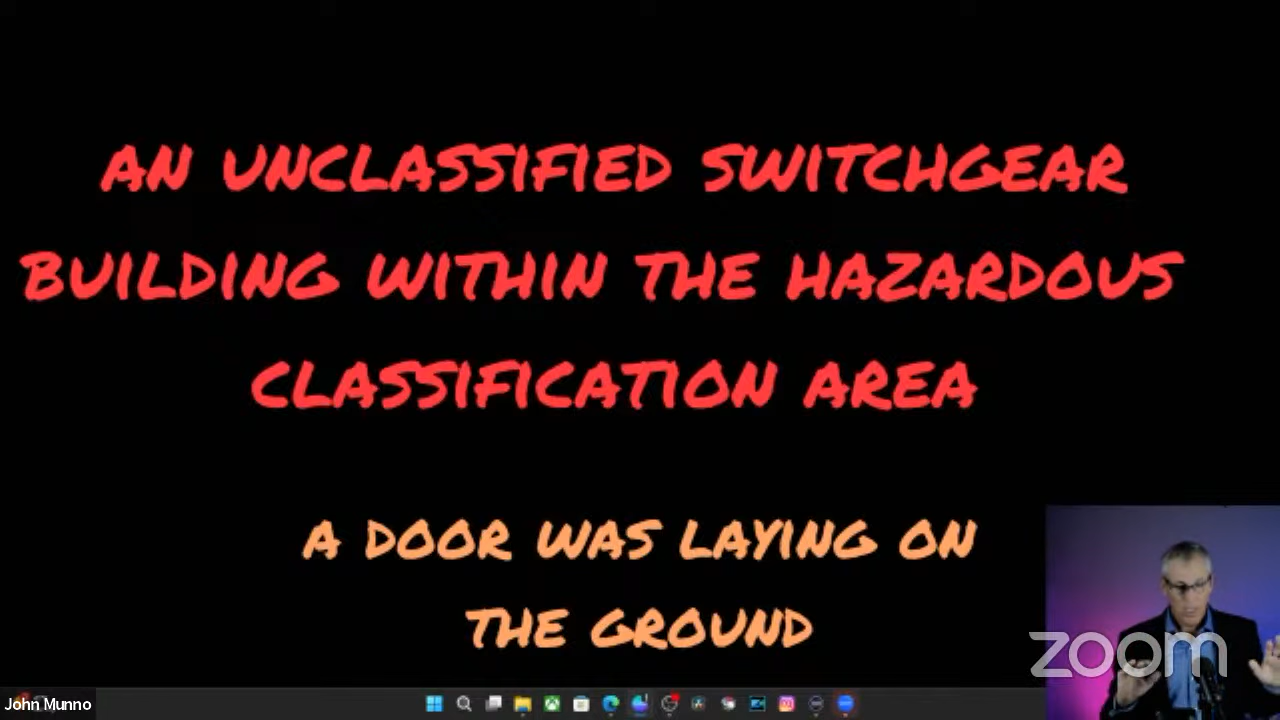 AN UNCLASSIFIED SWITCHGEAR
BUILDING WITHIN THE HAZARDOUS
CLASSIFICATION AREA
A DOOR WAS LAYING ON
THE GROUND
zoom
John Munno